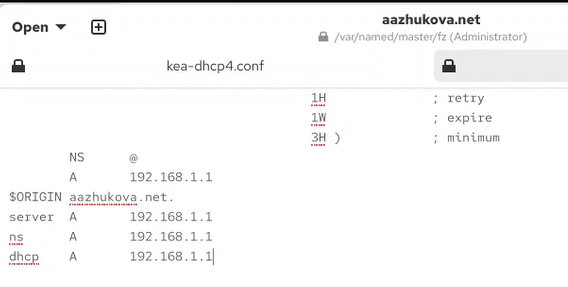 Open
aazhukova.net
/var/named/master/fz (Administrator)
kea-dhcp4.conf
1H ; retry
1W ; expire
3H ) ; minimum
NS @
A 192.168.1.1
$ORIGIN aazhukova.net.
server A 192.168.1.1
ns A 192.168.1.1
dhcp A 192.168.1.1